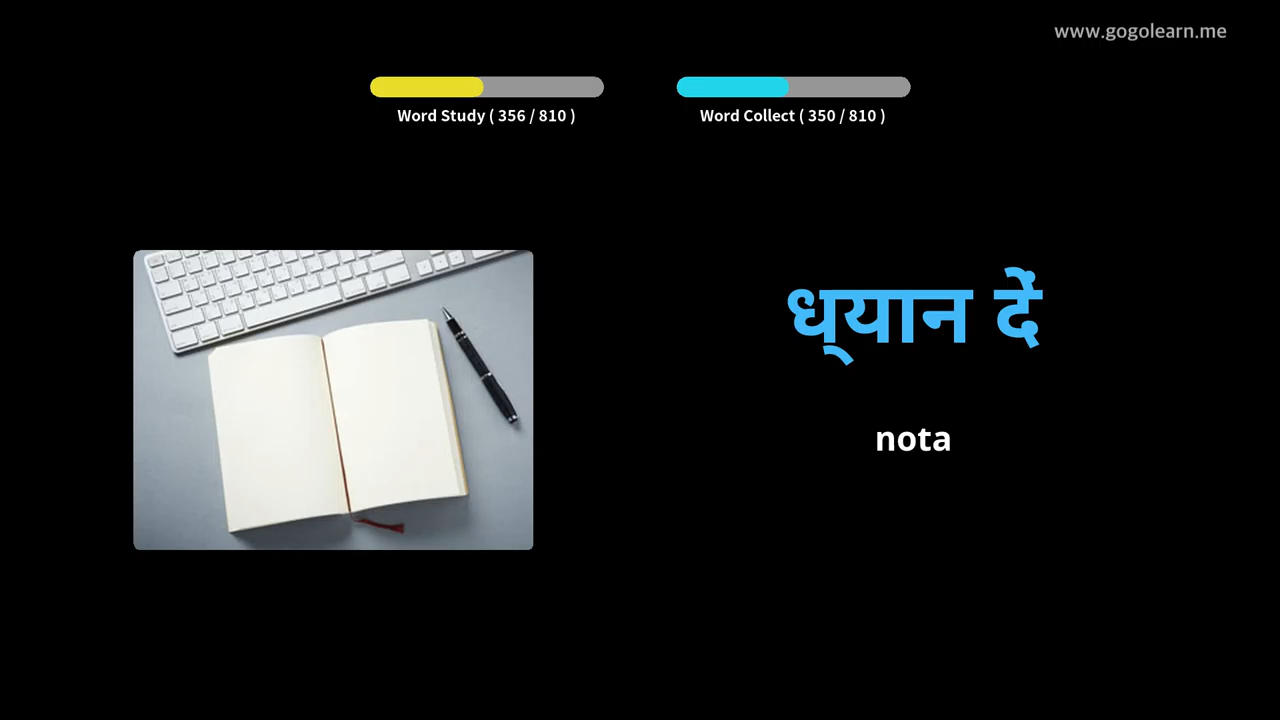 www.gogolearn.me
Word Study ( 356 / 810 )
Word Collect ( 350 / 810 )
ध्यान दें
nota